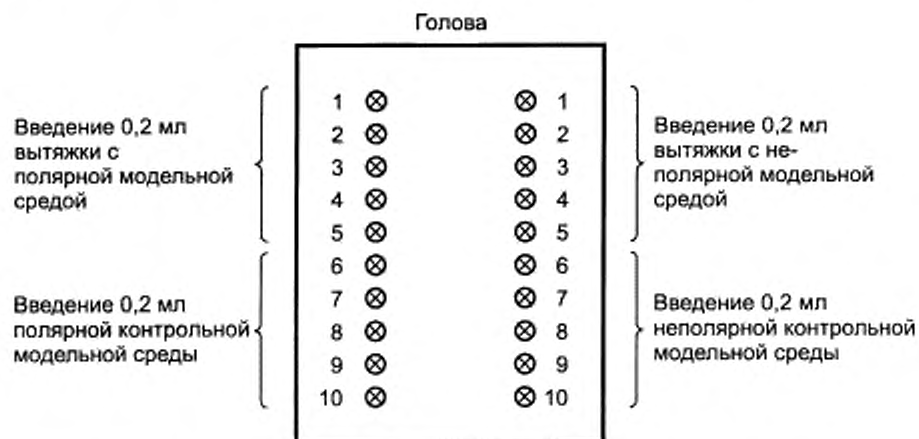 Голова
Введение 0,2 мл
вытяжки с
полярной модельной
средой
1 1
2 2
3 3
4 4
5 5
6 6
7 7
8 8
9 9
10 10
Введение 0,2 мл
вытяжки с не-
полярной модельной
средой
Введение 0,2 мл
полярной контрольной
модельной среды
Введение 0,2 мл
неполярной контрольной
модельной среды